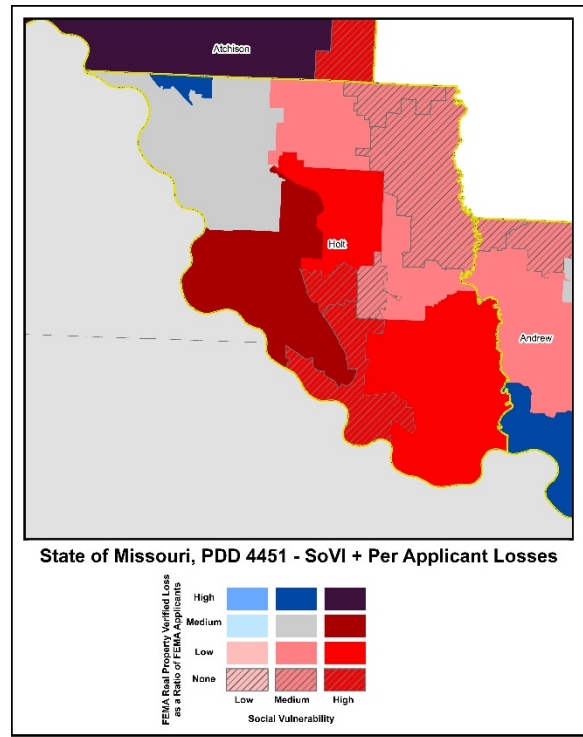 Atchison
Holt
Andrew
State of Missouri, PDD 4451 - SoVI + Per Applicant Losses
FEMA Real Property Verified Loss
as a Ratio of FEMA Applicants
High
Medium
Low
None
Low Medium High
Social Vulnerability